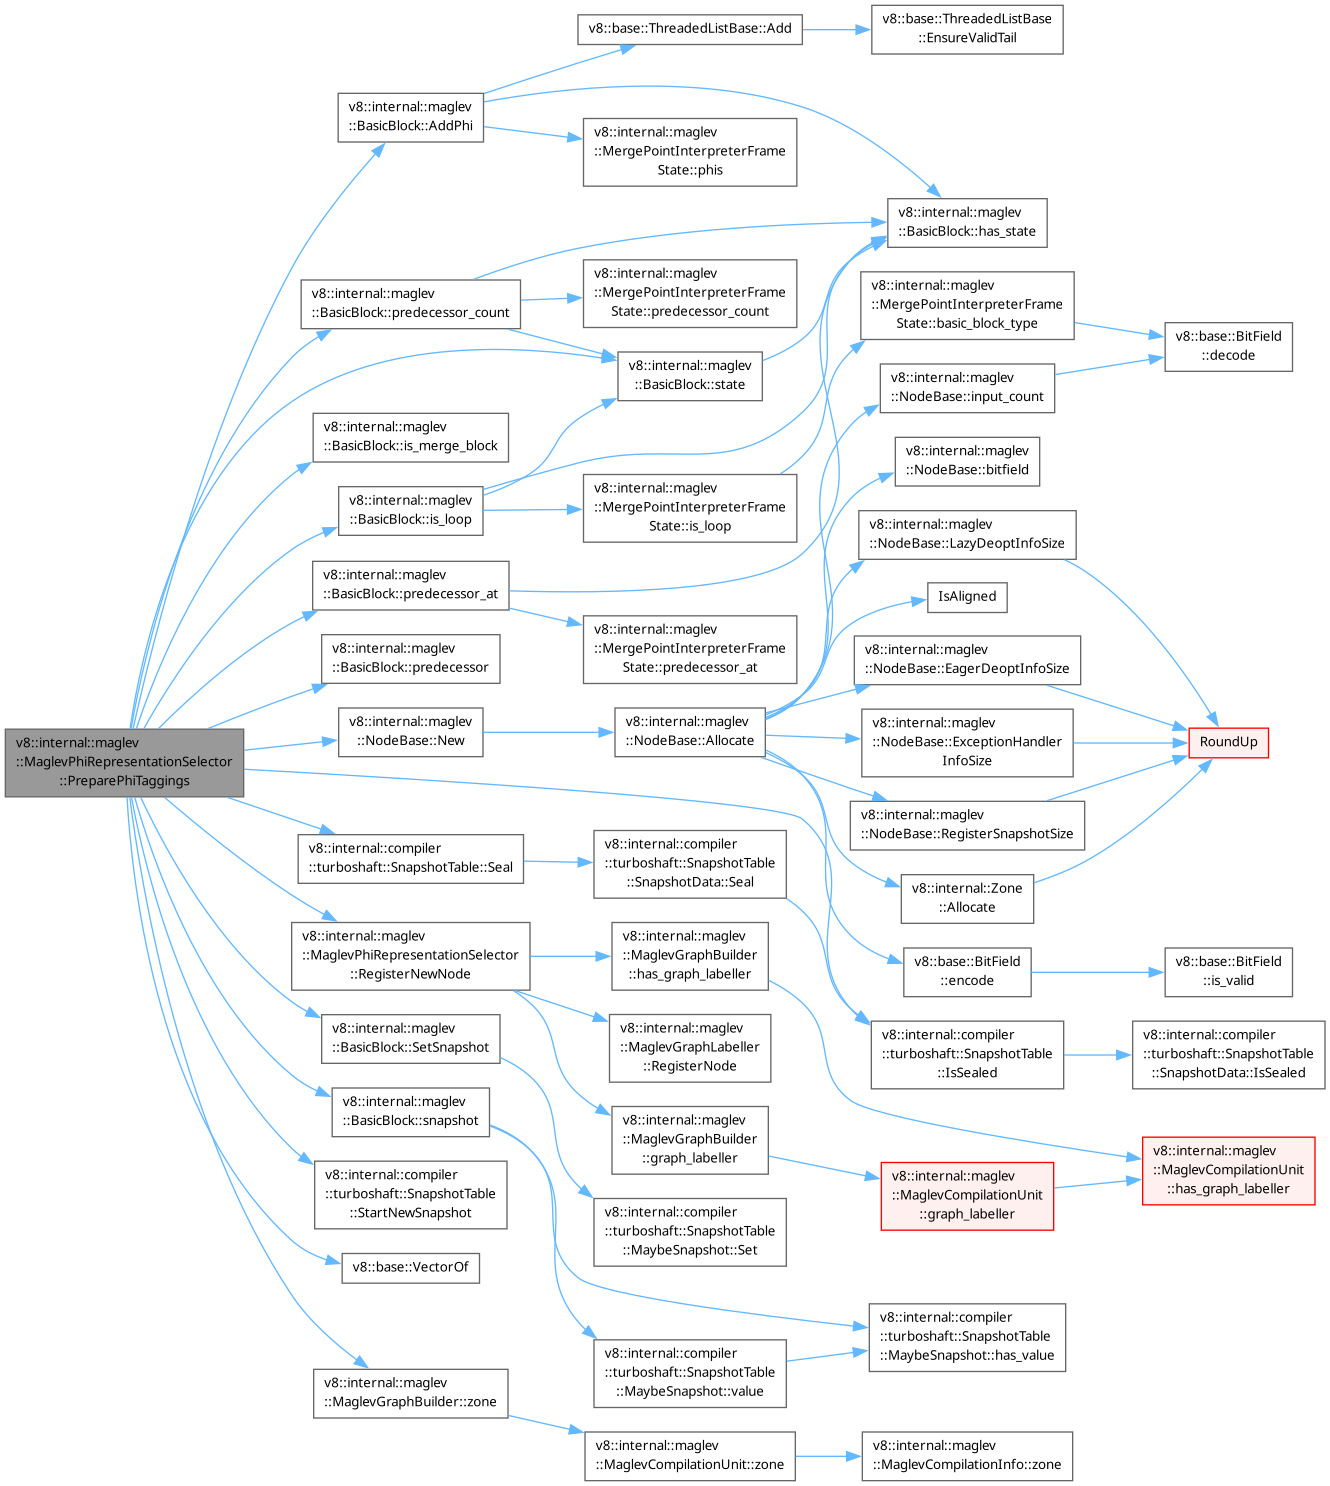 v8::base::ThreadedListBase::Add
v8::base::ThreadedListBase
::EnsureValidTail
v8::internal::maglev
::BasicBlock::AddPhi
v8::internal::maglev
::MergePointInterpreterFrame
State::phis
v8::internal::maglev
::BasicBlock::has_state
v8::internal::maglev
::BasicBlock::predecessor_count
v8::internal::maglev
::MergePointInterpreterFrame
State::predecessor_count
v8::internal::maglev
::MergePointInterpreterFrame
State::basic_block_type
v8::base::BitField
::decode
v8::internal::maglev
::BasicBlock::state
v8::internal::maglev
::NodeBase::input_count
v8::internal::maglev
::BasicBlock::is_merge_block
v8::internal::maglev
::NodeBase::bitfield
v8::internal::maglev
::BasicBlock::is_loop
v8::internal::maglev
::MergePointInterpreterFrame
State::is_loop
v8::internal::maglev
::NodeBase::LazyDeoptInfoSize
v8::internal::maglev
::BasicBlock::predecessor_at
IsAligned
v8::internal::maglev
::MergePointInterpreterFrame
State::predecessor_at
v8::internal::maglev
::BasicBlock::predecessor
v8::internal::maglev
::NodeBase::EagerDeoptInfoSize
v8::internal::maglev
::MaglevPhiRepresentationSelector
::PreparePhiTaggings
v8::internal::maglev
::NodeBase::New
v8::internal::maglev
::NodeBase::Allocate
v8::internal::maglev
::NodeBase::ExceptionHandler
InfoSize
RoundUp
v8::internal::maglev
::NodeBase::RegisterSnapshotSize
v8::internal::compiler
::turboshaft::SnapshotTable::Seal
v8::internal::compiler
::turboshaft::SnapshotTable
::SnapshotData::Seal
v8::internal::Zone
::Allocate
v8::internal::maglev
::MaglevPhiRepresentationSelector
::RegisterNewNode
v8::internal::maglev
::MaglevGraphBuilder
::has_graph_labeller
v8::base::BitField
::encode
v8::base::BitField
::is_valid
v8::internal::maglev
::BasicBlock::SetSnapshot
v8::internal::maglev
::MaglevGraphLabeller
::RegisterNode
v8::internal::compiler
::turboshaft::SnapshotTable
::IsSealed
v8::internal::compiler
::turboshaft::SnapshotTable
::SnapshotData::IsSealed
v8::internal::maglev
::BasicBlock::snapshot
v8::internal::maglev
::MaglevGraphBuilder
::graph_labeller
v8::internal::maglev
::MaglevCompilationUnit
::has_graph_labeller
v8::internal::compiler
::turboshaft::SnapshotTable
::StartNewSnapshot
v8::internal::maglev
::MaglevCompilationUnit
::graph_labeller
v8::internal::compiler
::turboshaft::SnapshotTable
::MaybeSnapshot::Set
v8::base::VectorOf
v8::internal::compiler
::turboshaft::SnapshotTable
::MaybeSnapshot::has_value
v8::internal::compiler
::turboshaft::SnapshotTable
::MaybeSnapshot::value
v8::internal::maglev
::MaglevGraphBuilder::zone
v8::internal::maglev
::MaglevCompilationUnit::zone
v8::internal::maglev
::MaglevCompilationInfo::zone